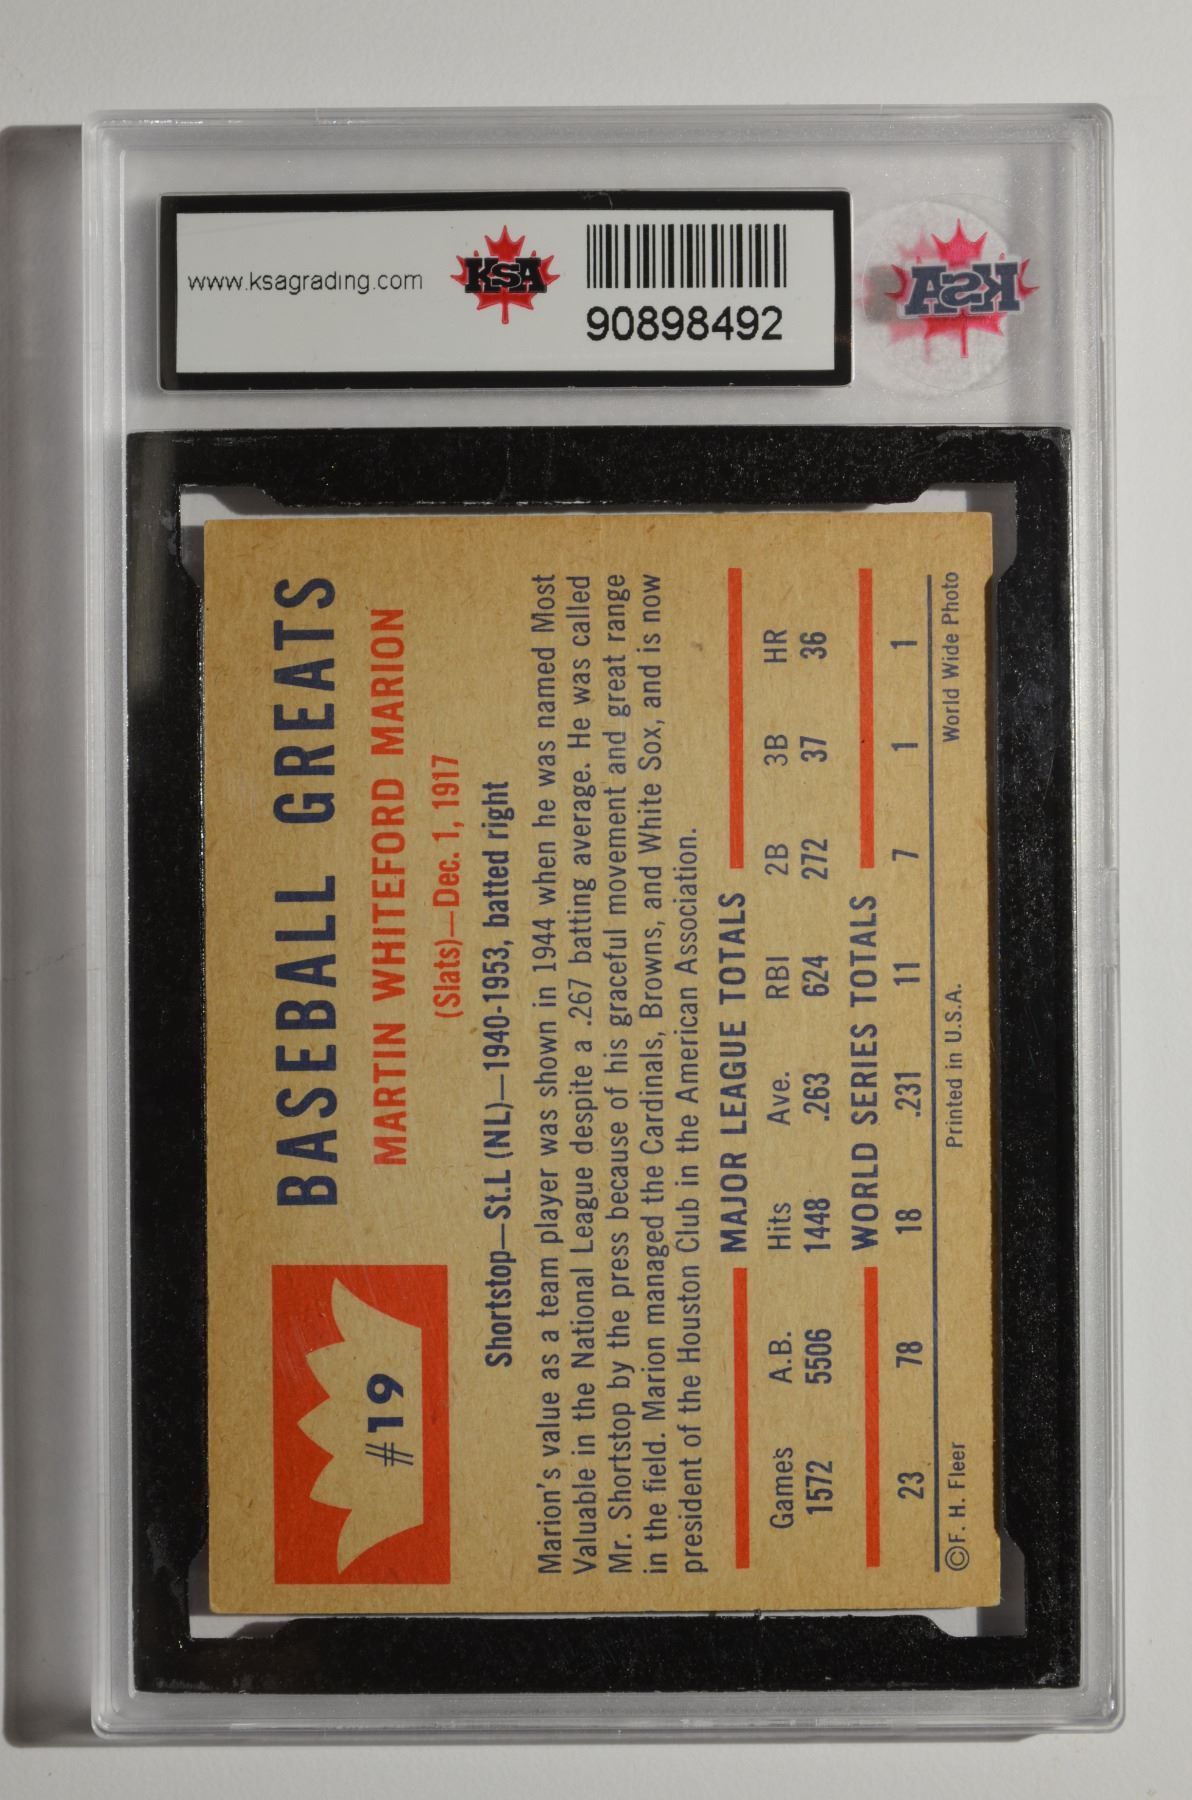 www.ksagrading.com
KSA
90898492
KSA
BASEBALL GREATS
MARTIN WHITEFORD MARION
(Slats)—Dec. 1, 1917
#19
Shortstop—St.L (NL)—1940-1953, batted right
Marion's value as a team player was shown in 1944 when he was named Most
Valuable in the National League despite a .267 batting average. He was called
Mr. Shortstop by the press because of his graceful movement and great range
in the field. Marion managed the Cardinals, Browns, and White Sox, and is now
president of the Houston Club in the American Association.
MAJOR LEAGUE TOTALS
Games A.B. Hits Ave. RBI 2B 3B HR
1572 5506 1448 .263 624 272 37 36
WORLD SERIES TOTALS
23 78 18 .231 11 7 1 1
©F. H. Fleer Printed in U.S.A. World Wide Photo